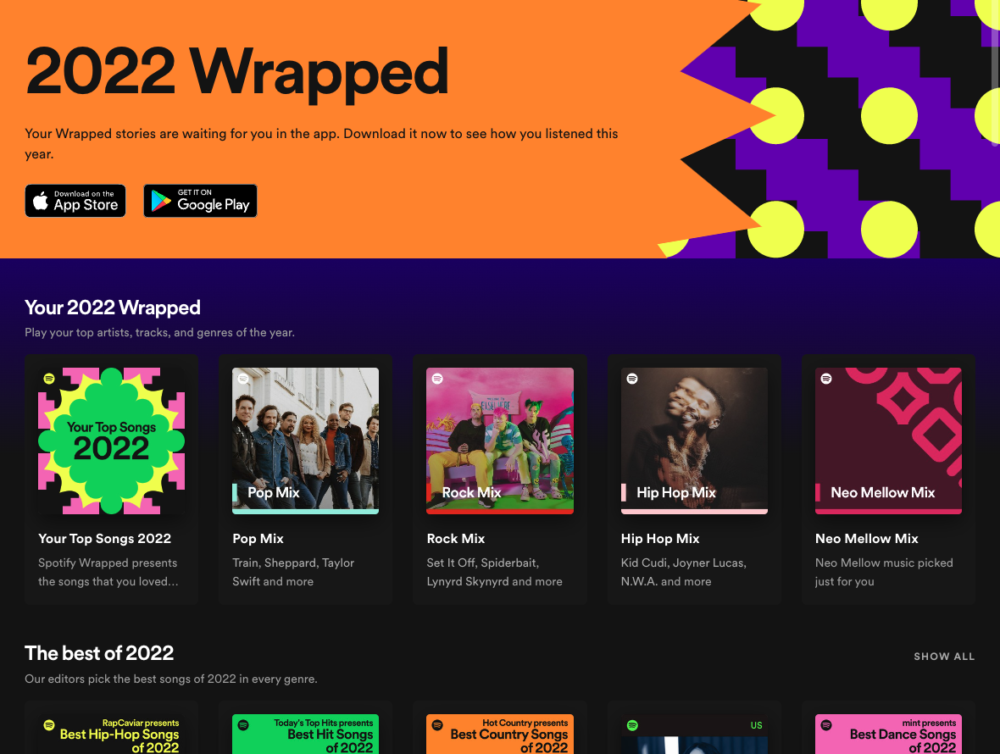 2022 Wrapped
Your Wrapped stories are waiting for you in the app. Download it now to see how you listened this
year.
Download on the
App Store
GET IT ON
Google Play
Your 2022 Wrapped
Play your top artists, tracks, and genres of the year.
Your Top Songs
2022
Pop Mix
Rock Mix
Hip Hop Mix
Neo Mellow Mix
Your Top Songs 2022
Spotify Wrapped presents
the songs that you loved...
Pop Mix
Train, Sheppard, Taylor
Swift and more
Rock Mix
Set It Off, Spiderbait,
Lynyrd Skynyrd and more
Hip Hop Mix
Kid Cudi, Joyner Lucas,
N.W.A. and more
Neo Mellow Mix
Neo Mellow music picked
just for you
The best of 2022
SHOW ALL
Our editors pick the best songs of 2022 in every genre.
RapCaviar presents
Best Hip-Hop Songs
of 2022
Today's Top Hits presents
Best Hit Songs
of 2022
Hot Country presents
Best Country Songs
of 2022
US
mint presents
Best Dance Songs
of 2022